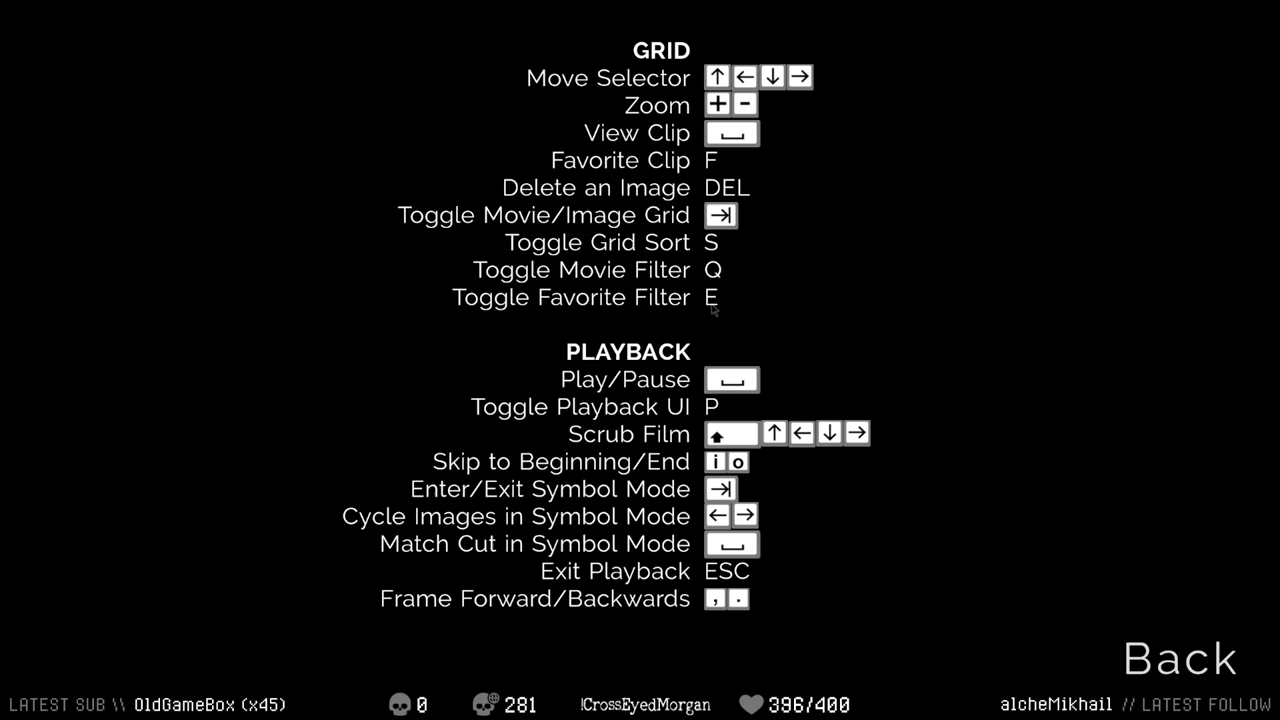 GRID
Move Selector ↑ ← ↓ →
Zoom + -
View Clip ⎵
Favorite Clip F
Delete an Image DEL
Toggle Movie/Image Grid →|
Toggle Grid Sort S
Toggle Movie Filter Q
Toggle Favorite Filter E
PLAYBACK
Play/Pause ⎵
Toggle Playback UI P
Scrub Film ⬆ ↑ ← ↓ →
Skip to Beginning/End i o
Enter/Exit Symbol Mode →|
Cycle Images in Symbol Mode ← →
Match Cut in Symbol Mode ⎵
Exit Playback ESC
Frame Forward/Backwards , .
Back
LATEST SUB \\ OldGameBox (x45) 0 281 !CrossEyedMorgan 396/400 alcheMikhail // LATEST FOLLOW